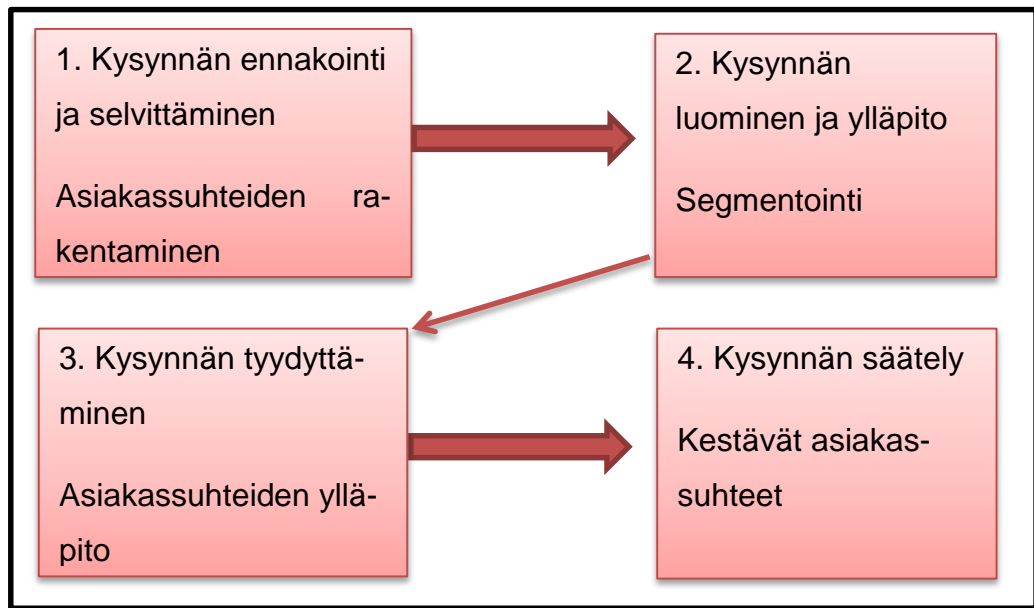 1. Kysynnän ennakointi
ja selvittäminen
Asiakassuhteiden ra-
kentaminen
2. Kysynnän
luominen ja ylläpito
Segmentointi
3. Kysynnän tyydyttä-
minen
Asiakassuhteiden yllä-
pito
4. Kysynnän säätely
Kestävät asiakas-
suhteet